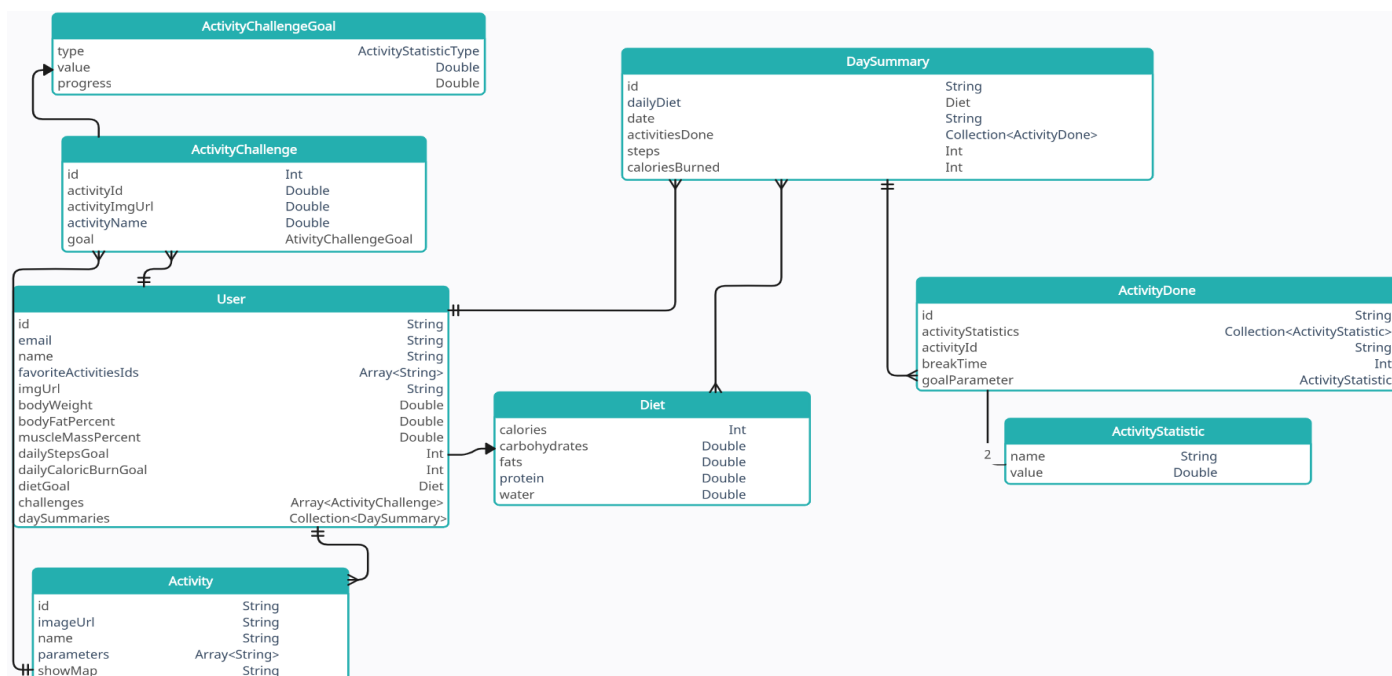 ActivityChallengeGoal
type ActivityStatisticType
value Double
progress Double
DaySummary
id String
dailyDiet Diet
date String
activitiesDone Collection<ActivityDone>
steps Int
caloriesBurned Int
ActivityChallenge
id Int
activityId Double
activityImgUrl Double
activityName Double
goal AtivityChallengeGoal
User
id String
email String
name String
favoriteActivitiesIds Array<String>
imgUrl String
bodyWeight Double
bodyFatPercent Double
muscleMassPercent Double
dailyStepsGoal Int
dailyCaloricBurnGoal Int
dietGoal Diet
challenges Array<ActivityChallenge>
daySummaries Collection<DaySummary>
ActivityDone
id String
activityStatistics Collection<ActivityStatistic>
activityId String
breakTime Int
goalParameter ActivityStatistic
Diet
calories Int
carbohydrates Double
fats Double
protein Double
water Double
2
ActivityStatistic
name String
value Double
Activity
id String
imageUrl String
name String
parameters Array<String>
showMap String